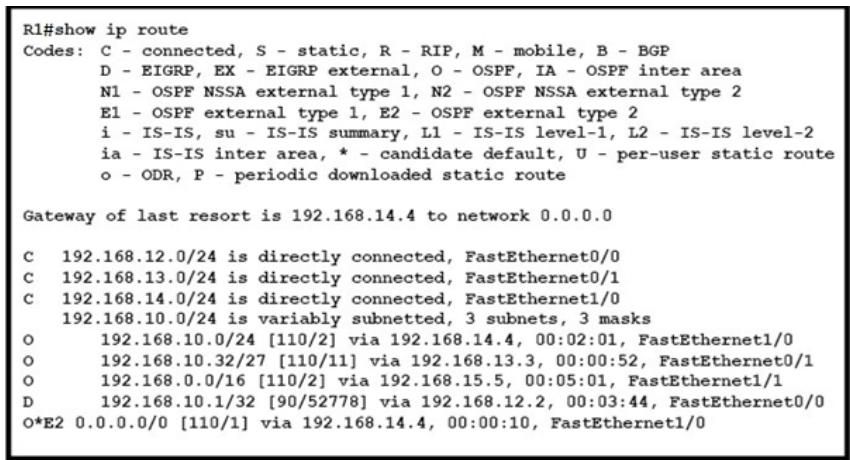 R1#show ip route
Codes: C - connected, S - static, R - RIP, M - mobile, B - BGP
D - EIGRP, EX - EIGRP external, O - OSPF, IA - OSPF inter area
N1 - OSPF NSSA external type 1, N2 - OSPF NSSA external type 2
E1 - OSPF external type 1, E2 - OSPF external type 2
i - IS-IS, su - IS-IS summary, L1 - IS-IS level-1, L2 - IS-IS level-2
ia - IS-IS inter area, * - candidate default, U - per-user static route
o - ODR, P - periodic downloaded static route
Gateway of last resort is 192.168.14.4 to network 0.0.0.0
C 192.168.12.0/24 is directly connected, FastEthernet0/0
C 192.168.13.0/24 is directly connected, FastEthernet0/1
C 192.168.14.0/24 is directly connected, FastEthernet1/0
192.168.10.0/24 is variably subnetted, 3 subnets, 3 masks
O 192.168.10.0/24 [110/2] via 192.168.14.4, 00:02:01, FastEthernet1/0
O 192.168.10.32/27 [110/11] via 192.168.13.3, 00:00:52, FastEthernet0/1
O 192.168.0.0/16 [110/2] via 192.168.15.5, 00:05:01, FastEthernet1/1
D 192.168.10.1/32 [90/52778] via 192.168.12.2, 00:03:44, FastEthernet0/0
O*E2 0.0.0.0/0 [110/1] via 192.168.14.4, 00:00:10, FastEthernet1/0